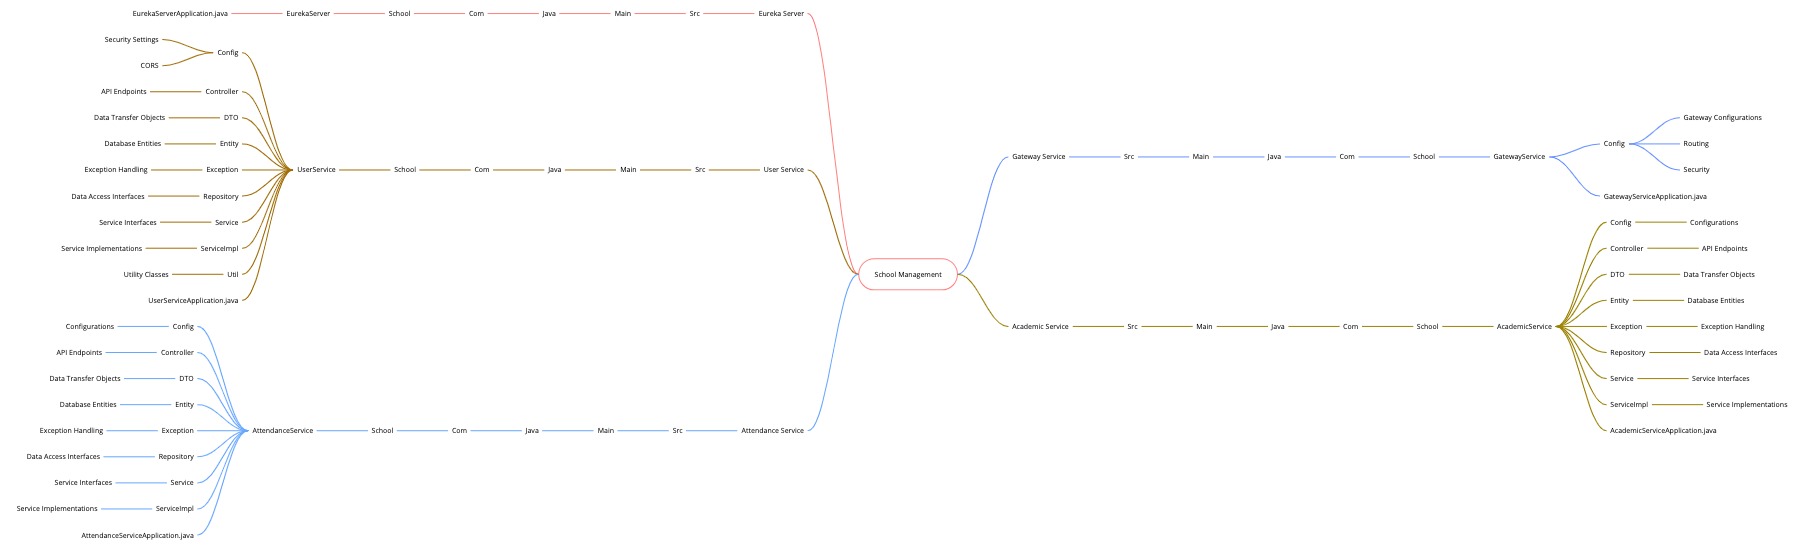 School Management
Eureka Server
Src
Main
Java
Com
School
EurekaServer
EurekaServerApplication.java
User Service
Src
Main
Java
Com
School
UserService
Config
Security Settings
CORS
Controller
API Endpoints
DTO
Data Transfer Objects
Entity
Database Entities
Exception
Exception Handling
Repository
Data Access Interfaces
Service
Service Interfaces
ServiceImpl
Service Implementations
Util
Utility Classes
UserServiceApplication.java
Attendance Service
Src
Main
Java
Com
School
AttendanceService
Config
Configurations
Controller
API Endpoints
DTO
Data Transfer Objects
Entity
Database Entities
Exception
Exception Handling
Repository
Data Access Interfaces
Service
Service Interfaces
ServiceImpl
Service Implementations
AttendanceServiceApplication.java
Gateway Service
Src
Main
Java
Com
School
GatewayService
Config
Gateway Configurations
Routing
Security
GatewayServiceApplication.java
Academic Service
Src
Main
Java
Com
School
AcademicService
Config
Configurations
Controller
API Endpoints
DTO
Data Transfer Objects
Entity
Database Entities
Exception
Exception Handling
Repository
Data Access Interfaces
Service
Service Interfaces
ServiceImpl
Service Implementations
AcademicServiceApplication.java